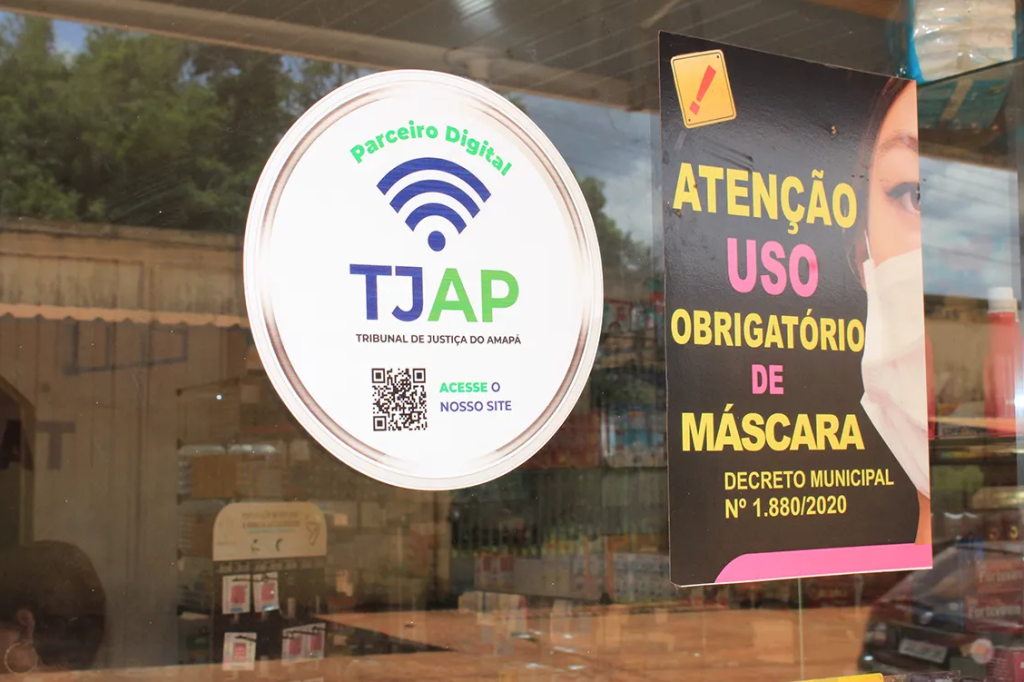 Parceiro Digital
TJAP
TRIBUNAL DE JUSTIÇA DO AMAPÁ
ACESSE O
NOSSO SITE
ATENÇÃO
USO
OBRIGATÓRIO
DE
MÁSCARA
DECRETO MUNICIPAL
Nº 1.880/2020